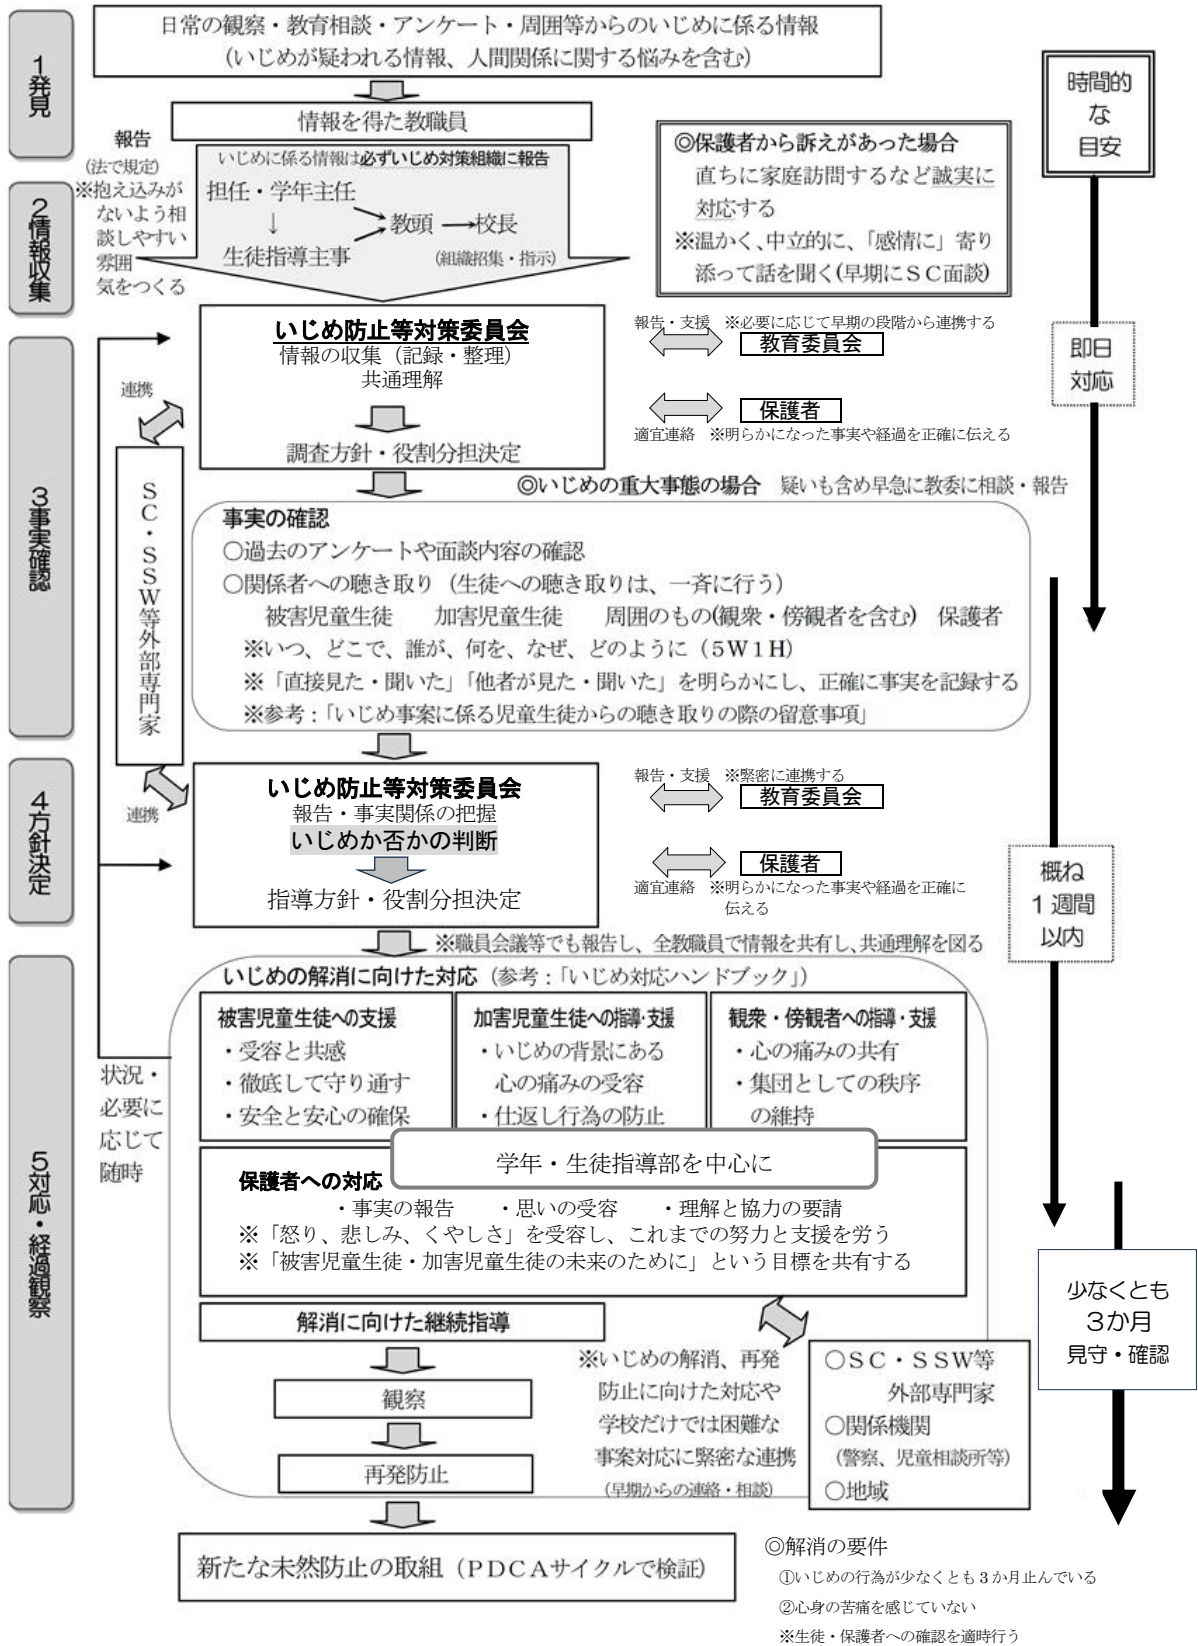 1発見
日常の観察・教育相談・アンケート・周囲等からのいじめに係る情報
(いじめが疑われる情報、人間関係に関する悩みを含む)
情報を得た教職員
時間的
な
目安
2情報収集
報告
(法で規定)
※抱え込みが
ないよう相
談しやすい
雰囲
気をつくる
いじめに係る情報は必ずいじめ対策組織に報告
担任・学年主任
↓
生徒指導主事
教頭
校長
(組織招集・指示)
◎保護者から訴えがあった場合
直ちに家庭訪問するなど誠実に
対応する
※温かく、中立的に、「感情に」寄り
添って話を聞く(早期にSC面談)
3事実確認
いじめ防止等対策委員会
情報の収集（記録・整理）
共通理解
調査方針・役割分担決定
連携
SC・SSW等外部専門家
報告・支援　※必要に応じて早期の段階から連携する
教育委員会
保護者
適宜連絡　※明らかになった事実や経過を正確に伝える
即日
対応
◎いじめの重大事態の場合　疑いも含め早急に教委に相談・報告
事実の確認
○過去のアンケートや面談内容の確認
○関係者への聴き取り（生徒への聴き取りは、一斉に行う）
被害児童生徒　加害児童生徒　周囲のもの(観衆・傍観者を含む)　保護者
※いつ、どこで、誰が、何を、なぜ、どのように（5W1H）
※「直接見た・聞いた」「他者が見た・聞いた」を明らかにし、正確に事実を記録する
※参考：「いじめ事案に係る児童生徒からの聴き取りの際の留意事項」
4方針決定
連携
いじめ防止等対策委員会
報告・事実関係の把握
いじめか否かの判断
指導方針・役割分担決定
報告・支援　※緊密に連携する
教育委員会
保護者
適宜連絡　※明らかになった事実や経過を正確に
伝える
概ね
1週間
以内
※職員会議等でも報告し、全教職員で情報を共有し、共通理解を図る
5対応・経過観察
状況・
必要に
応じて
随時
いじめの解消に向けた対応（参考：「いじめ対応ハンドブック」）
被害児童生徒への支援
・受容と共感
・徹底して守り通す
・安全と安心の確保
加害児童生徒への指導・支援
・いじめの背景にある
心の痛みの受容
・仕返し行為の防止
観衆・傍観者への指導・支援
・心の痛みの共有
・集団としての秩序
の維持
学年・生徒指導部を中心に
保護者への対応
・事実の報告　・思いの受容　・理解と協力の要請
※「怒り、悲しみ、くやしさ」を受容し、これまでの努力と支援を労う
※「被害児童生徒・加害児童生徒の未来のために」という目標を共有する
少なくとも
3か月
見守・確認
解消に向けた継続指導
観察
再発防止
※いじめの解消、再発
防止に向けた対応や
学校だけでは困難な
事案対応に緊密な連携
(早期からの連絡・相談)
○SC・SSW等
外部専門家
○関係機関
(警察、児童相談所等)
○地域
新たな未然防止の取組（PDCAサイクルで検証）
◎解消の要件
①いじめの行為が少なくとも3か月止んでいる
②心身の苦痛を感じていない
※生徒・保護者への確認を適時行う